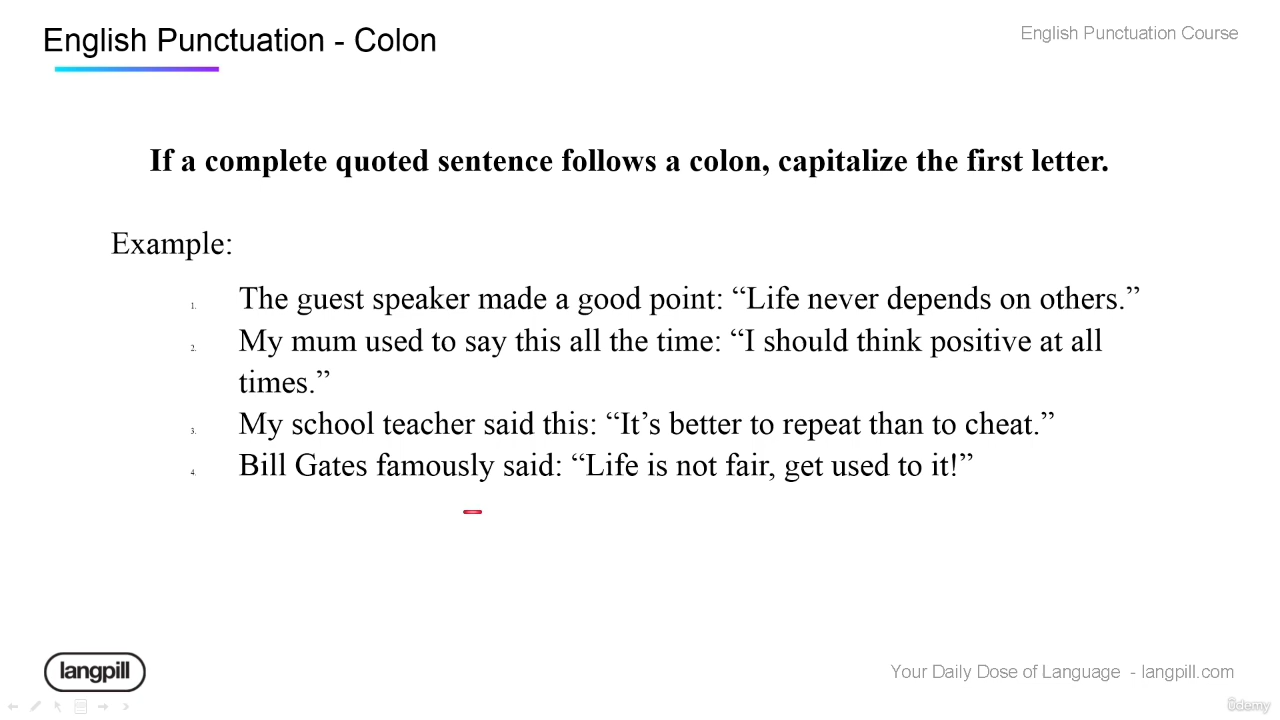 English Punctuation - Colon
English Punctuation Course
If a complete quoted sentence follows a colon, capitalize the first letter.
Example:
1. The guest speaker made a good point: “Life never depends on others.”
2. My mum used to say this all the time: “I should think positive at all
times.”
3. My school teacher said this: “It’s better to repeat than to cheat.”
4. Bill Gates famously said: “Life is not fair, get used to it!”
langpill
Your Daily Dose of Language - langpill.com
ûdemy